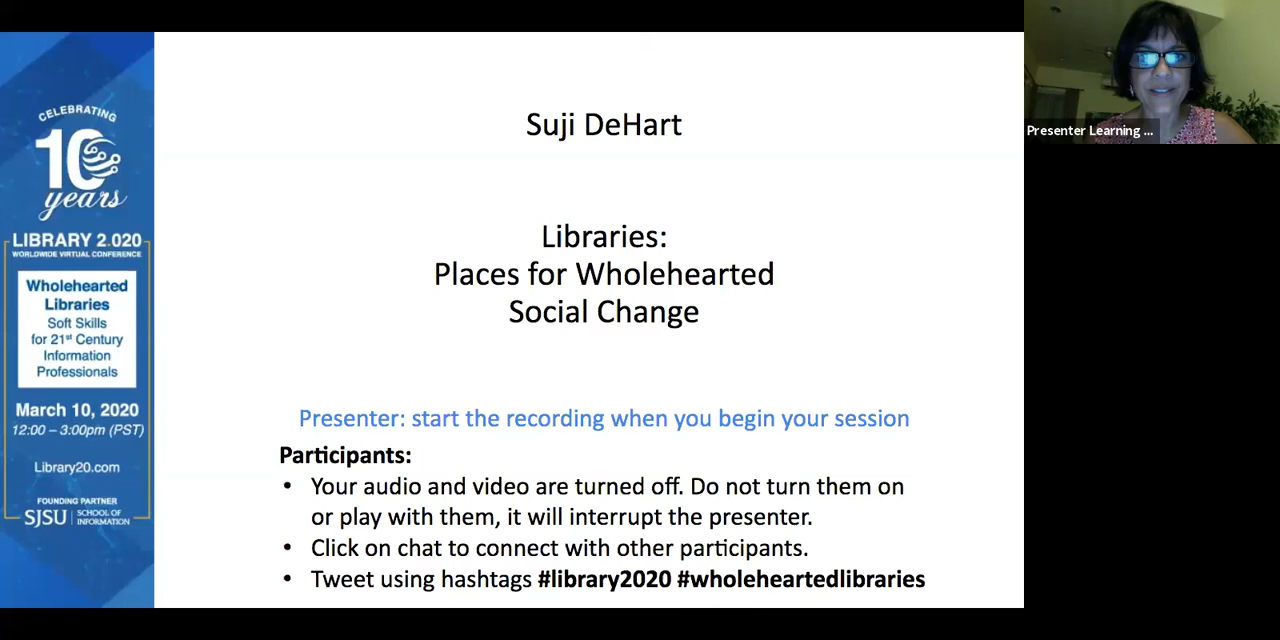 CELEBRATING
10
years
LIBRARY 2.020
WORLDWIDE VIRTUAL CONFERENCE
Wholehearted
Libraries
Soft Skills
for 21st Century
Information
Professionals
March 10, 2020
12:00 – 3:00pm (PST)
Library20.com
FOUNDING PARTNER
SJSU | SCHOOL OF
INFORMATION
Suji DeHart
Libraries:
Places for Wholehearted
Social Change
Presenter: start the recording when you begin your session
Participants:
• Your audio and video are turned off. Do not turn them on
or play with them, it will interrupt the presenter.
• Click on chat to connect with other participants.
• Tweet using hashtags #library2020 #wholeheartedlibraries
Presenter Learning ...